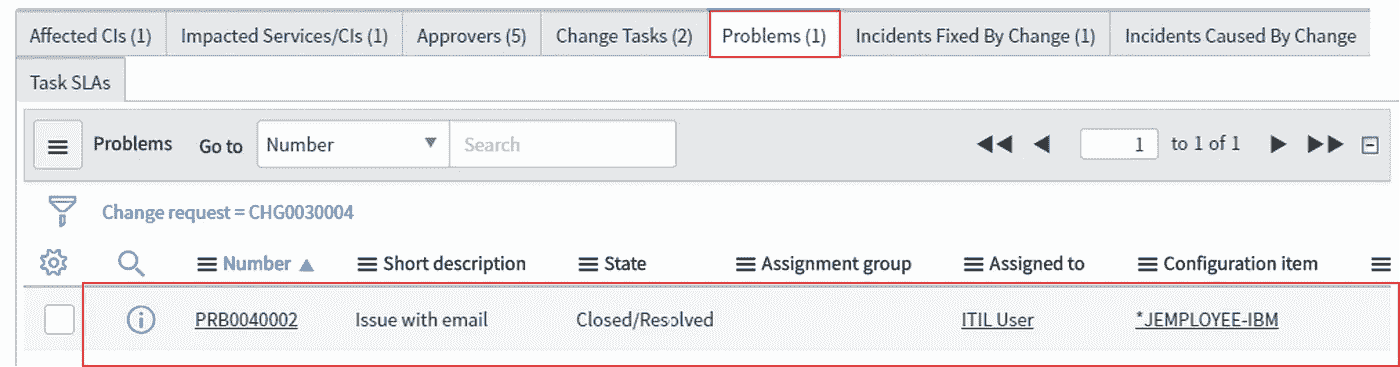 Affected CIs (1) Impacted Services/CIs (1) Approvers (5) Change Tasks (2) Problems (1) Incidents Fixed By Change (1) Incidents Caused By Change
Task SLAs
Problems Go to Number Search 1 to 1 of 1
Change request = CHG0030004
Number Short description State Assignment group Assigned to Configuration item
PRB0040002 Issue with email Closed/Resolved ITIL User *JEMPLOYEE-IBM